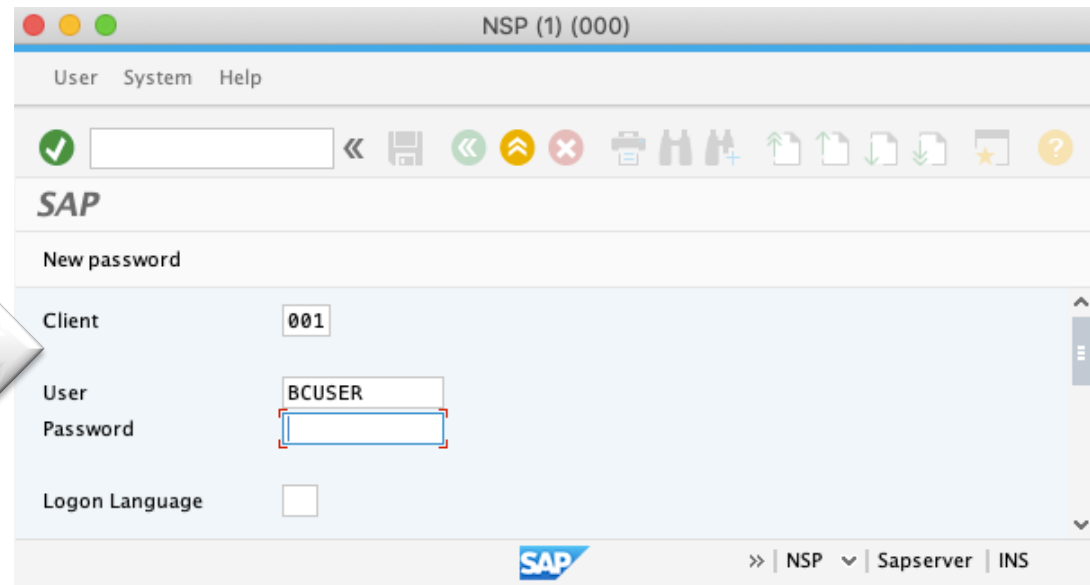 NSP (1) (000)
User System Help
SAP
New password
Client 001
User BCUSER
Password
Logon Language
SAP » | NSP | Sapserver | INS